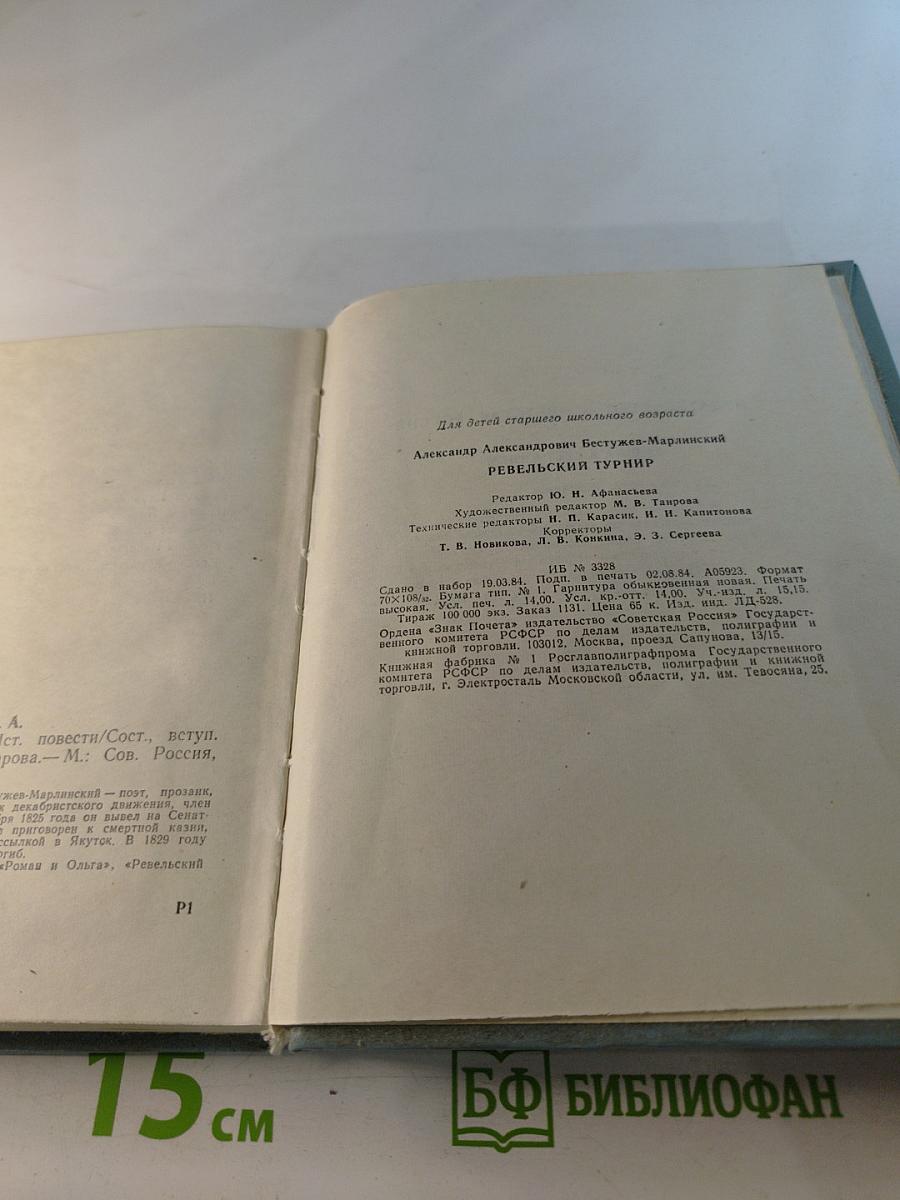 . А.
Ист. повести/Сост., вступ.
арова.— М.: Сов. Россия,
ужев-Марлинский — поэт, прозаик,
к декабристского движения, член
бря 1825 года он вывел на Сенат-
в приговорен к смертной казни,
ссылкой в Якутск. В 1829 году
огиб.
«Роман и Ольга», «Ревельский
Р1
Для детей старшего школьного возраста
Александр Александрович Бестужев-Марлинский
РЕВЕЛЬСКИЙ ТУРНИР
Редактор Ю. Н. Афанасьева
Художественный редактор М. В. Таирова
Технические редакторы Н. П. Карасик, И. И. Капитонова
Корректоры
Т. В. Новикова, Л. В. Конкина, Э. З. Сергеева
ИБ № 3328
Сдано в набор 19.03.84. Подп. в печать 02.08.84. А05923. Формат
70×108/32. Бумага тип. № 1. Гарнитура обыкновенная новая. Печать
высокая. Усл. печ. л. 14,00. Усл. кр.-отт. 14,00. Уч.-изд. л. 15,15.
Тираж 100 000 экз. Заказ 1131. Цена 65 к. Изд. инд. ЛД-528.
Ордена «Знак Почета» издательство «Советская Россия» Государст-
венного комитета РСФСР по делам издательств, полиграфии и
книжной торговли. 103012, Москва, проезд Сапунова, 13/15.
Книжная фабрика № 1 Росглавполиграфпрома Государственного
комитета РСФСР по делам издательств, полиграфии и книжной
торговли, г. Электросталь Московской области, ул. им. Тевосяна, 25.
15 см
БФ БИБЛИОФАН